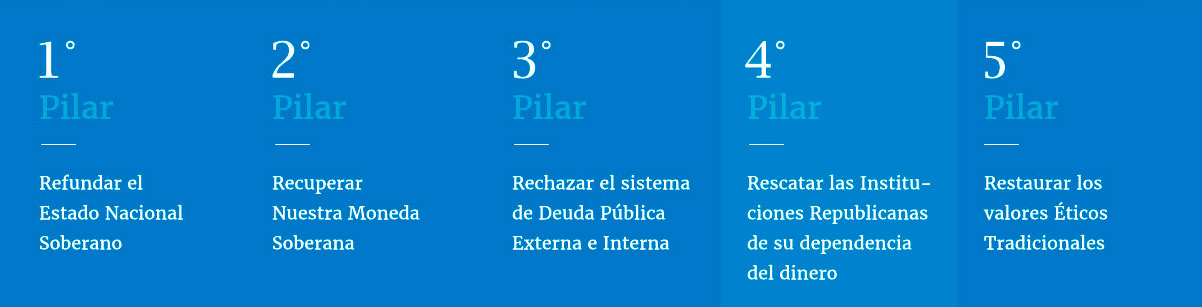 1°
Pilar
Refundar el
Estado Nacional
Soberano
2°
Pilar
Recuperar
Nuestra Moneda
Soberana
3°
Pilar
Rechazar el sistema
de Deuda Pública
Externa e Interna
4°
Pilar
Rescatar las Institu-
ciones Republicanas
de su dependencia
del dinero
5°
Pilar
Restaurar los
valores Éticos
Tradicionales